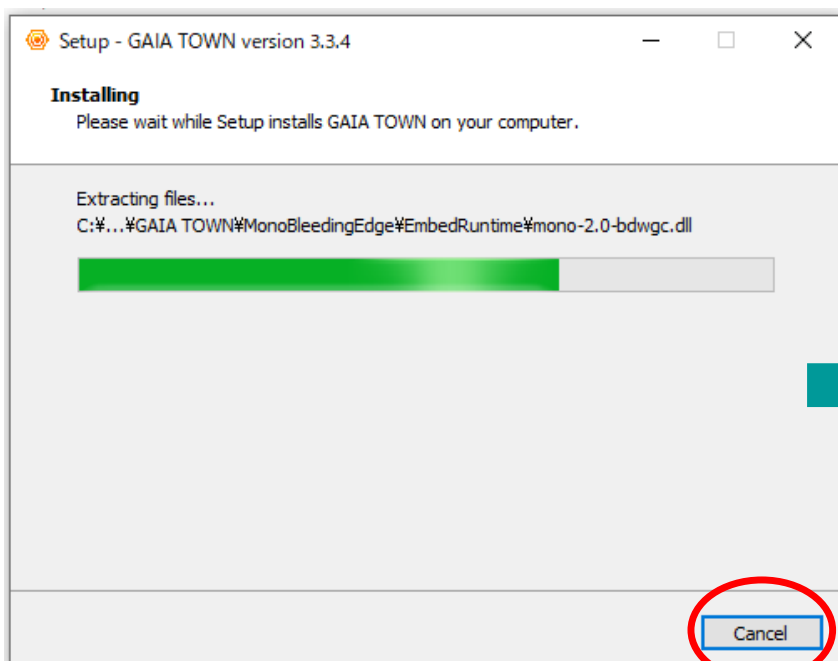 Setup - GAIA TOWN version 3.3.4
Installing
Please wait while Setup installs GAIA TOWN on your computer.
Extracting files...
C:¥...¥GAIA TOWN¥MonoBleedingEdge¥EmbedRuntime¥mono-2.0-bdwgc.dll
Cancel